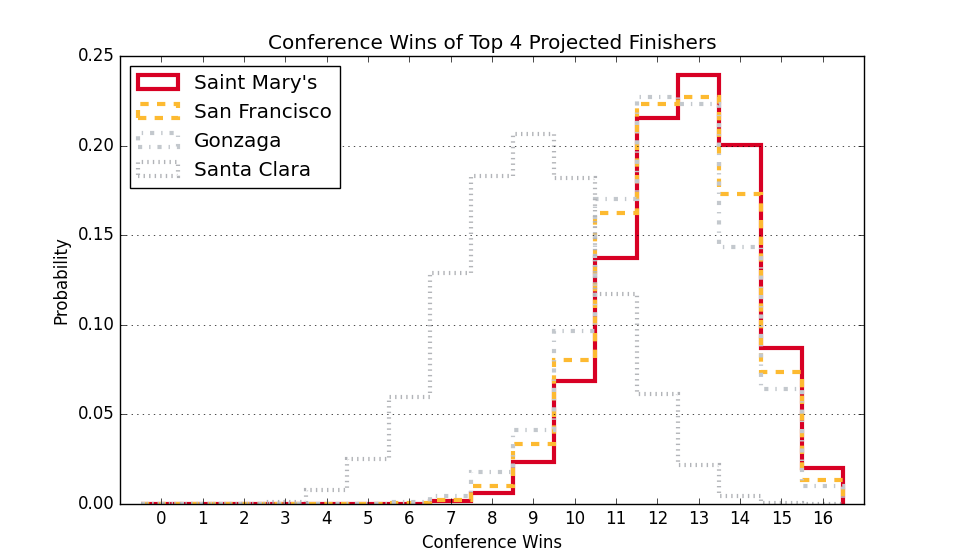 Conference Wins of Top 4 Projected Finishers
0.25
0.20
0.15
0.10
0.05
0.00
Probability
Saint Mary's
San Francisco
Gonzaga
Santa Clara
0 1 2 3 4 5 6 7 8 9 10 11 12 13 14 15 16
Conference Wins